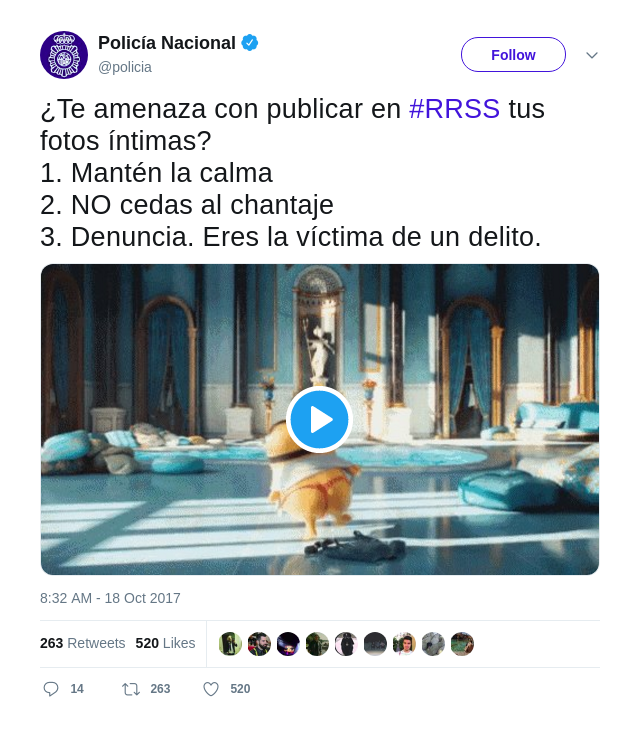 Policía Nacional
@policia
Follow
¿Te amenaza con publicar en #RRSS tus
fotos íntimas?
1. Mantén la calma
2. NO cedas al chantaje
3. Denuncia. Eres la víctima de un delito.
8:32 AM - 18 Oct 2017
263 Retweets 520 Likes
14 263 520